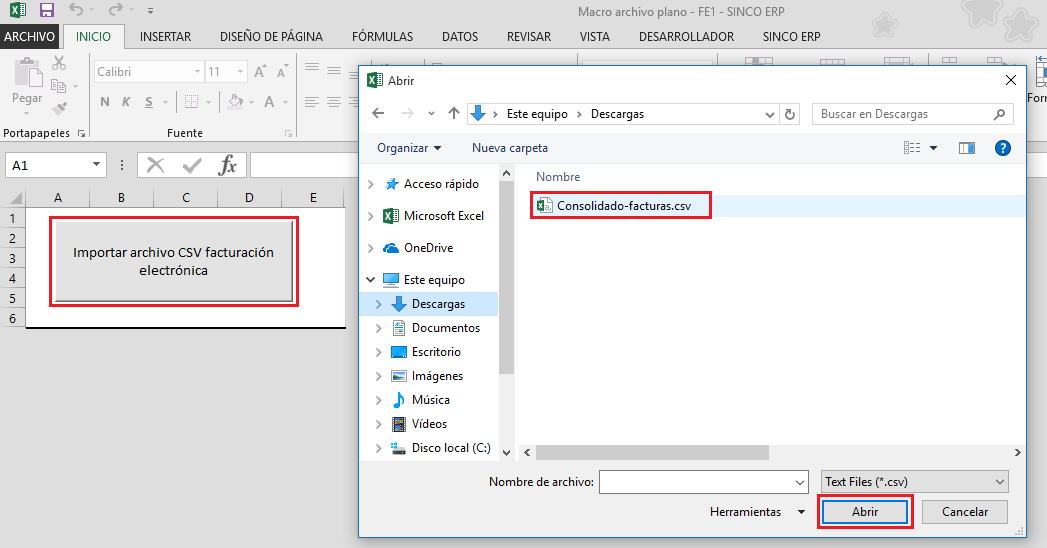 Macro archivo plano - FE1 - SINCO ERP
ARCHIVO INICIO INSERTAR DISEÑO DE PÁGINA FÓRMULAS DATOS REVISAR VISTA DESARROLLADOR SINCO ERP
Calibri 11 A A
Pegar N K S A
Portapapeles Fuente
A1 fx
A B C D E
1
2
3
4
5
6
Importar archivo CSV facturación
electrónica
Form
Abrir
Este equipo Descargas
Buscar en Descargas
Organizar Nueva carpeta
Nombre
Acceso rápido
Consolidado-facturas.csv
Microsoft Excel
OneDrive
Este equipo
Descargas
Documentos
Escritorio
Imágenes
Música
Vídeos
Disco local (C:)
Nombre de archivo: Text Files (*.csv)
Herramientas Abrir Cancelar